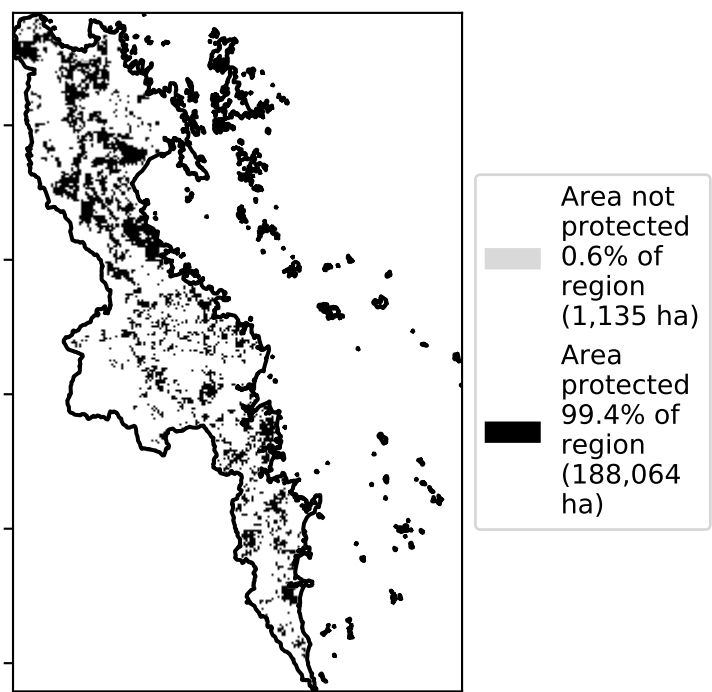 Area not
protected
0.6% of
region
(1,135 ha)
Area
protected
99.4% of
region
(188,064
ha)